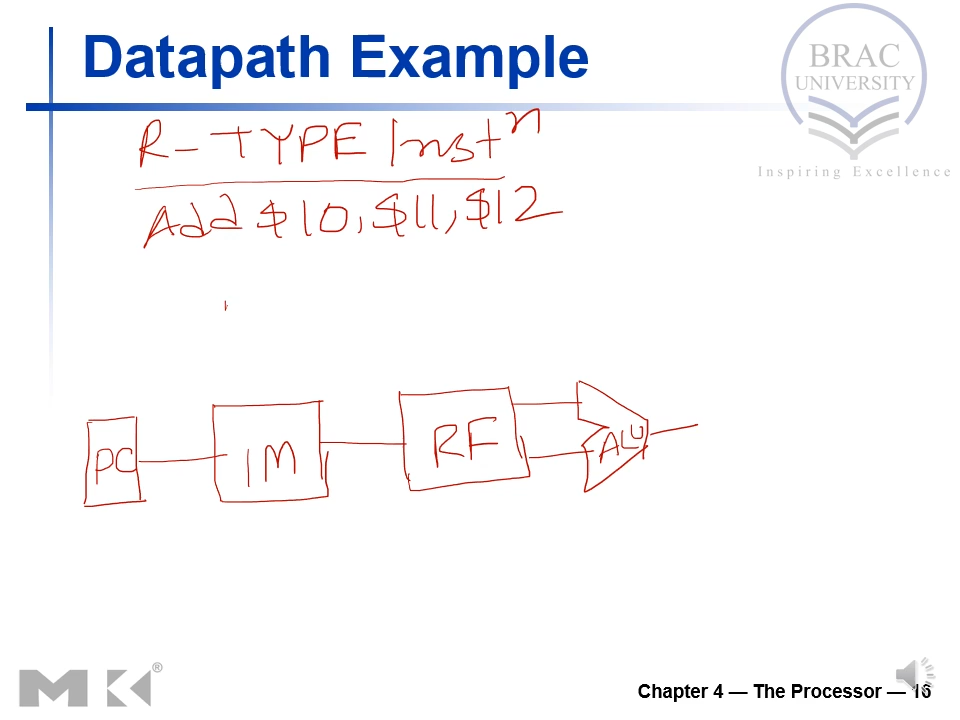 Datapath Example
BRAC
UNIVERSITY
Inspiring Excellence
R-TYPE Instⁿ
Add $10, $11, $12
PC
IM
RF
ALU
MK®
Chapter 4 — The Processor — 16